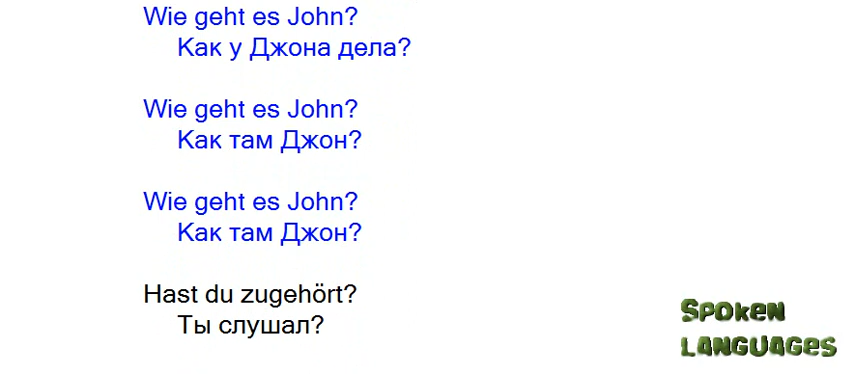 Wie geht es John?
Как у Джона дела?
Wie geht es John?
Как там Джон?
Wie geht es John?
Как там Джон?
Hast du zugehört?
Ты слушал?
Spoken
Languages